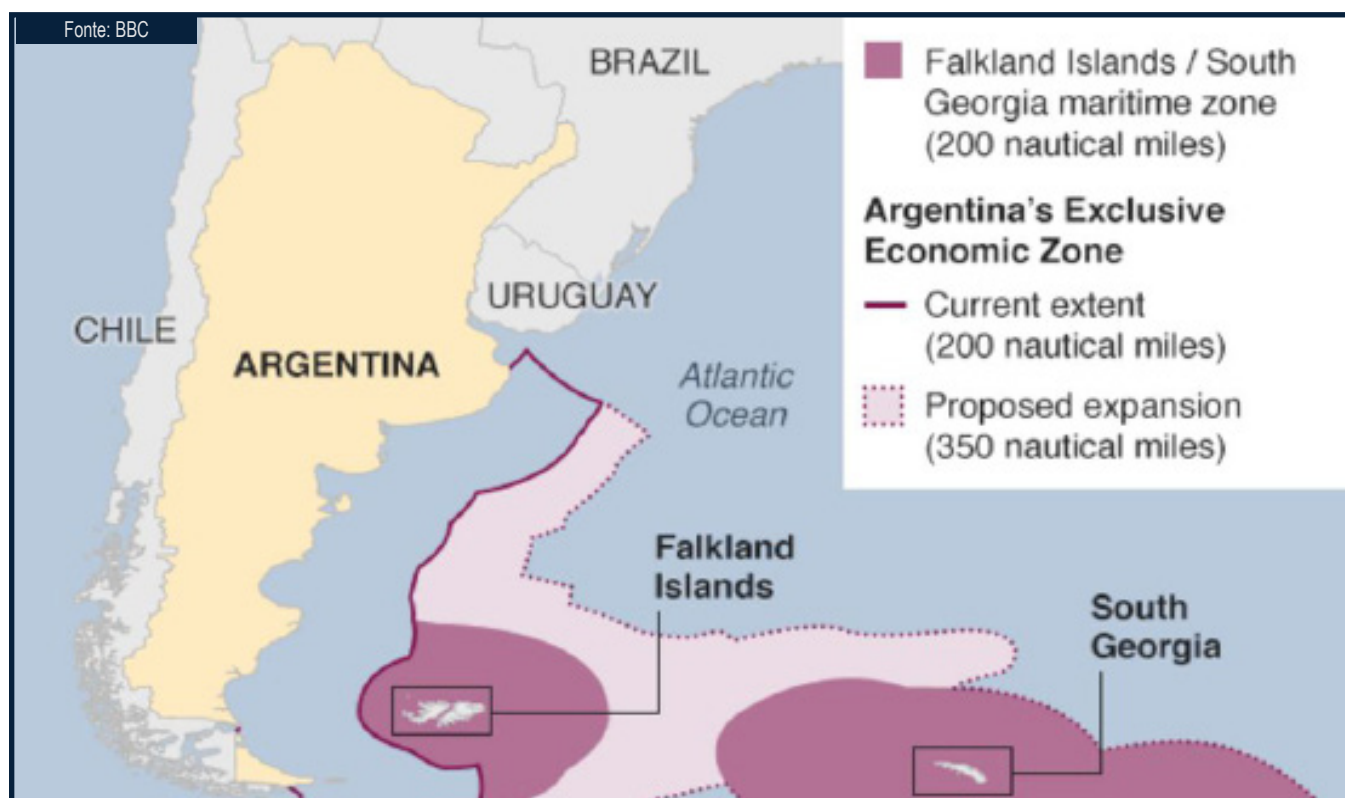 Fonte: BBC
BRAZIL
URUGUAY
CHILE
ARGENTINA
Atlantic
Ocean
Falkland
Islands
South
Georgia
Falkland Islands / South
Georgia maritime zone
(200 nautical miles)
Argentina's Exclusive
Economic Zone
Current extent
(200 nautical miles)
Proposed expansion
(350 nautical miles)